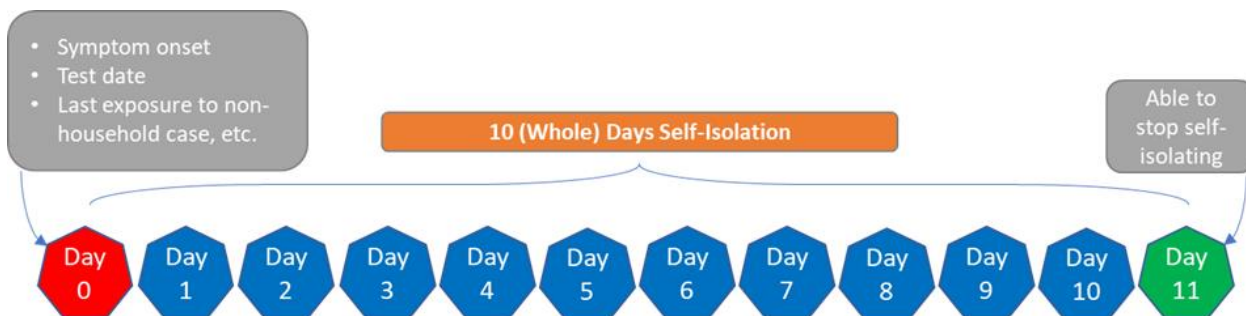 • Symptom onset
• Test date
• Last exposure to non-
household case, etc.
10 (Whole) Days Self-Isolation
Able to
stop self-
isolating
Day
0
Day
1
Day
2
Day
3
Day
4
Day
5
Day
6
Day
7
Day
8
Day
9
Day
10
Day
11